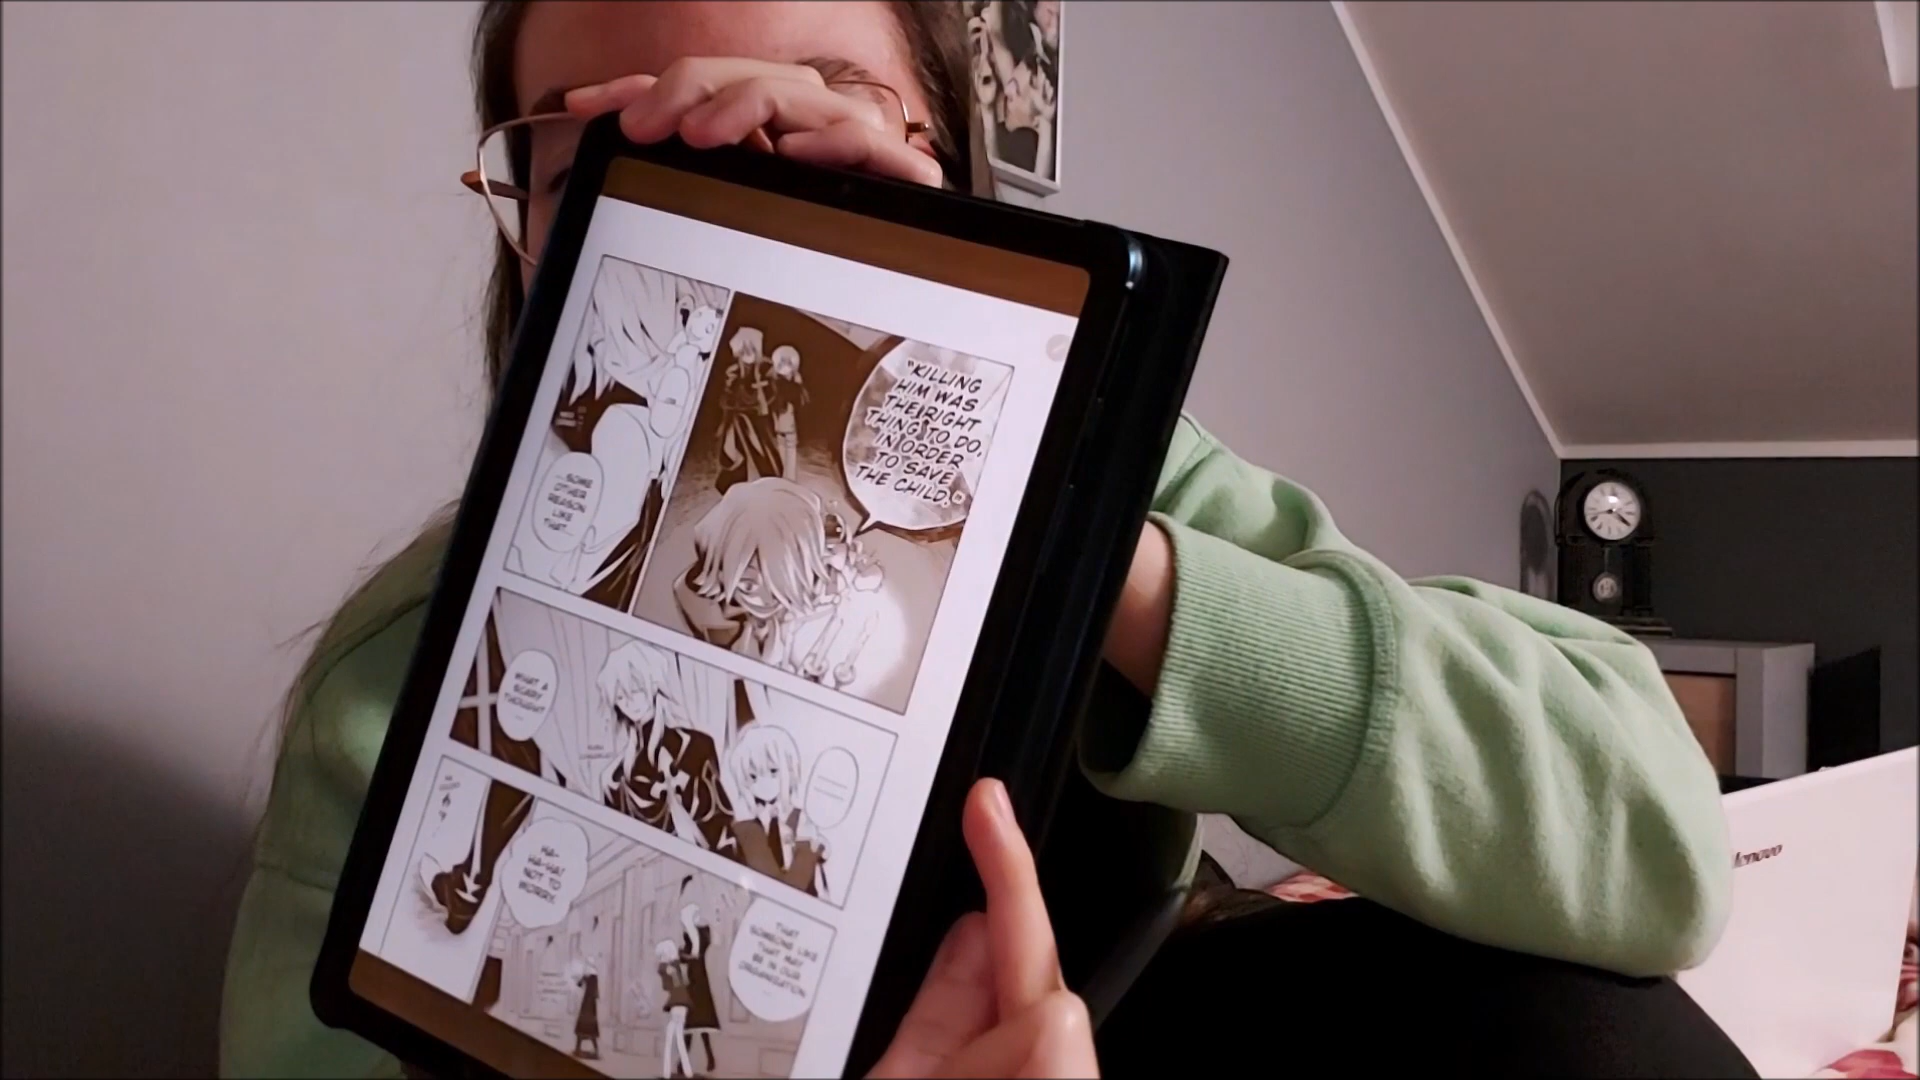 "KILLING
HIM WAS
THE RIGHT
THING TO DO,
IN ORDER
TO SAVE
THE CHILD."
...SOME
OTHER
REASON
LIKE
THAT...
WHAT A
SCARY
THOUGHT
...
HA-
HA-HA!
NOT TO
WORRY.
THAT
SOMEONE LIKE
THAT MAY
BE IN OUR
ORGANISATION
...
lenovo